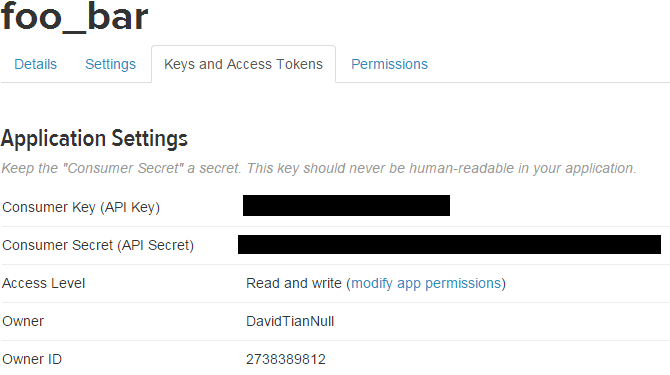 foo_bar
Details Settings Keys and Access Tokens Permissions
Application Settings
Keep the "Consumer Secret" a secret. This key should never be human-readable in your application.
Consumer Key (API Key)
Consumer Secret (API Secret)
Access Level Read and write (modify app permissions)
Owner DavidTianNull
Owner ID 2738389812